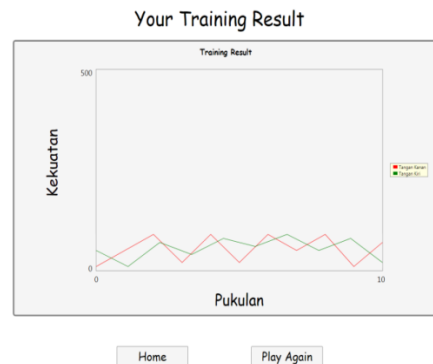 Your Training Result
Training Result
500
Kekuatan
Tangan Kanan
Tangan Kiri
0
0
10
Pukulan
Home
Play Again